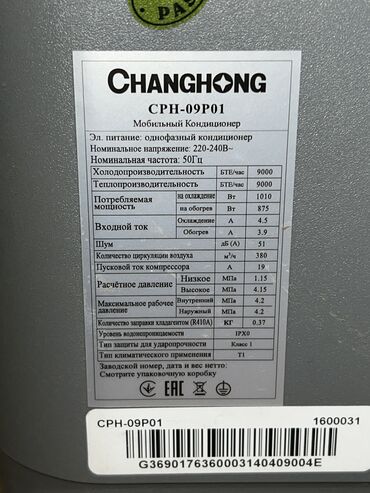 PAS
CHANGHONG
CPH-09P01
Мобильный Кондиционер
Эл. питание: однофазный кондиционер
Номинальное напряжение: 220-240В~
Номинальная частота: 50Гц
Холодопроизводительность БТЕ/час 9000
Теплопроизводительность БТЕ/час 9000
Потребляемая мощность на охлаждение Вт 1010
на обогрев Вт 875
Входной ток на охлаждение А 4.5
на обогрев А 3.9
Шум дБ (А) 51
Количество циркуляции воздуха м³/ч 380
Пусковой ток компрессора А 19
Расчётное давление Низкое МПа 1.15
Высокое МПа 4.15
Максимальное рабочее давление Внутренний МПа 4.2
Наружный МПа 4.2
Количество заправки хладагентом (R410A) КГ 0.37
Уровень водонепроницаемости IPX0
Тип защиты для ударопрочности Класс 1
Тип климатического применения T1
Заводской номер, дата и вес нетто:
Смотрите упаковочную коробку
EAC
CPH-09P01 1600031
G3690176360003140409004E